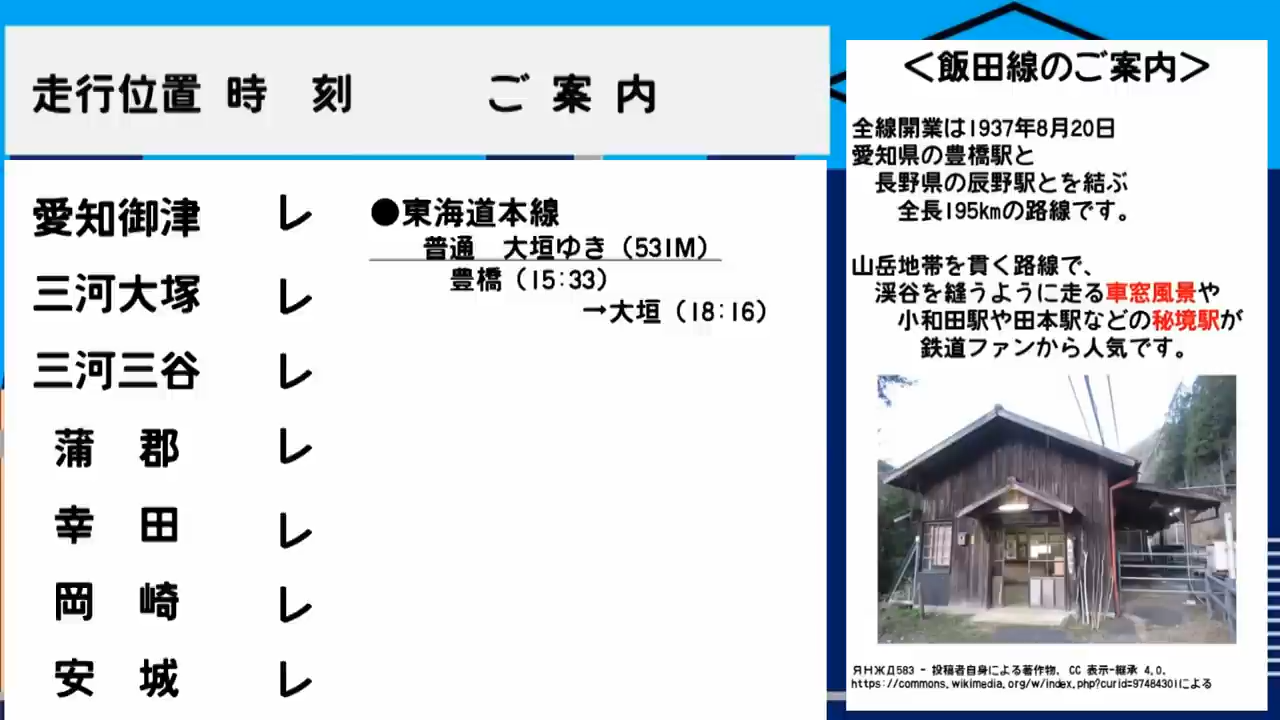 走行位置 時 刻 ご 案 内
愛知御津 レ
三河大塚 レ
三河三谷 レ
蒲 郡 レ
幸 田 レ
岡 崎 レ
安 城 レ
●東海道本線
普通 大垣ゆき（531M）
豊橋（15:33）
→大垣（18:16）
＜飯田線のご案内＞
全線開業は1937年8月20日
愛知県の豊橋駅と
長野県の辰野駅とを結ぶ
全長195kmの路線です。
山岳地帯を貫く路線で、
渓谷を縫うように走る車窓風景や
小和田駅や田本駅などの秘境駅が
鉄道ファンから人気です。
ЯНЖД583 - 投稿者自身による著作物, CC 表示-継承 4.0,
https://commons.wikimedia.org/w/index.php?curid=97484301による